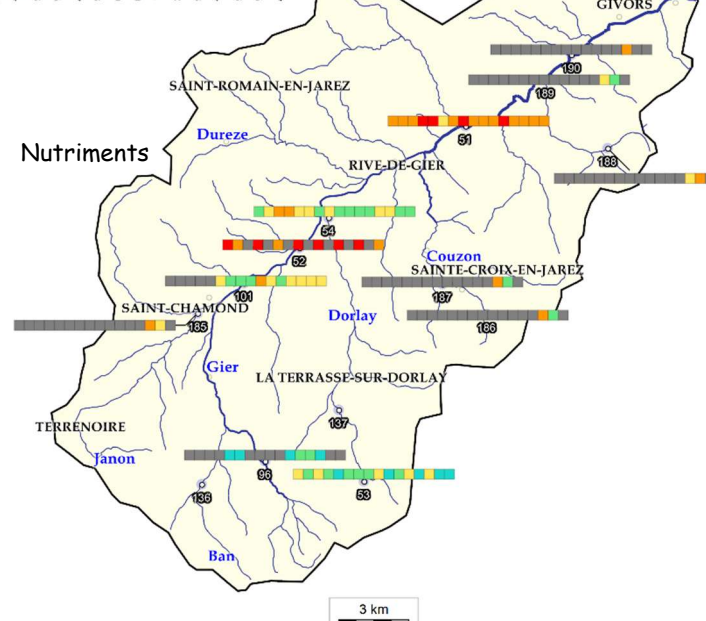 GIVORS
190
SAINT-ROMAIN-EN-JAREZ
189
Dureze
51
Nutriments
188
RIVE-DE-GIER
54
52
Couzon
SAINTE-CROIX-EN-JAREZ
101
187
SAINT-CHAMOND
Dorlay
185
186
Gier
LA TERRASSE-SUR-DORLAY
137
TERRENOIRE
Janon
96
53
136
Ban
3 km